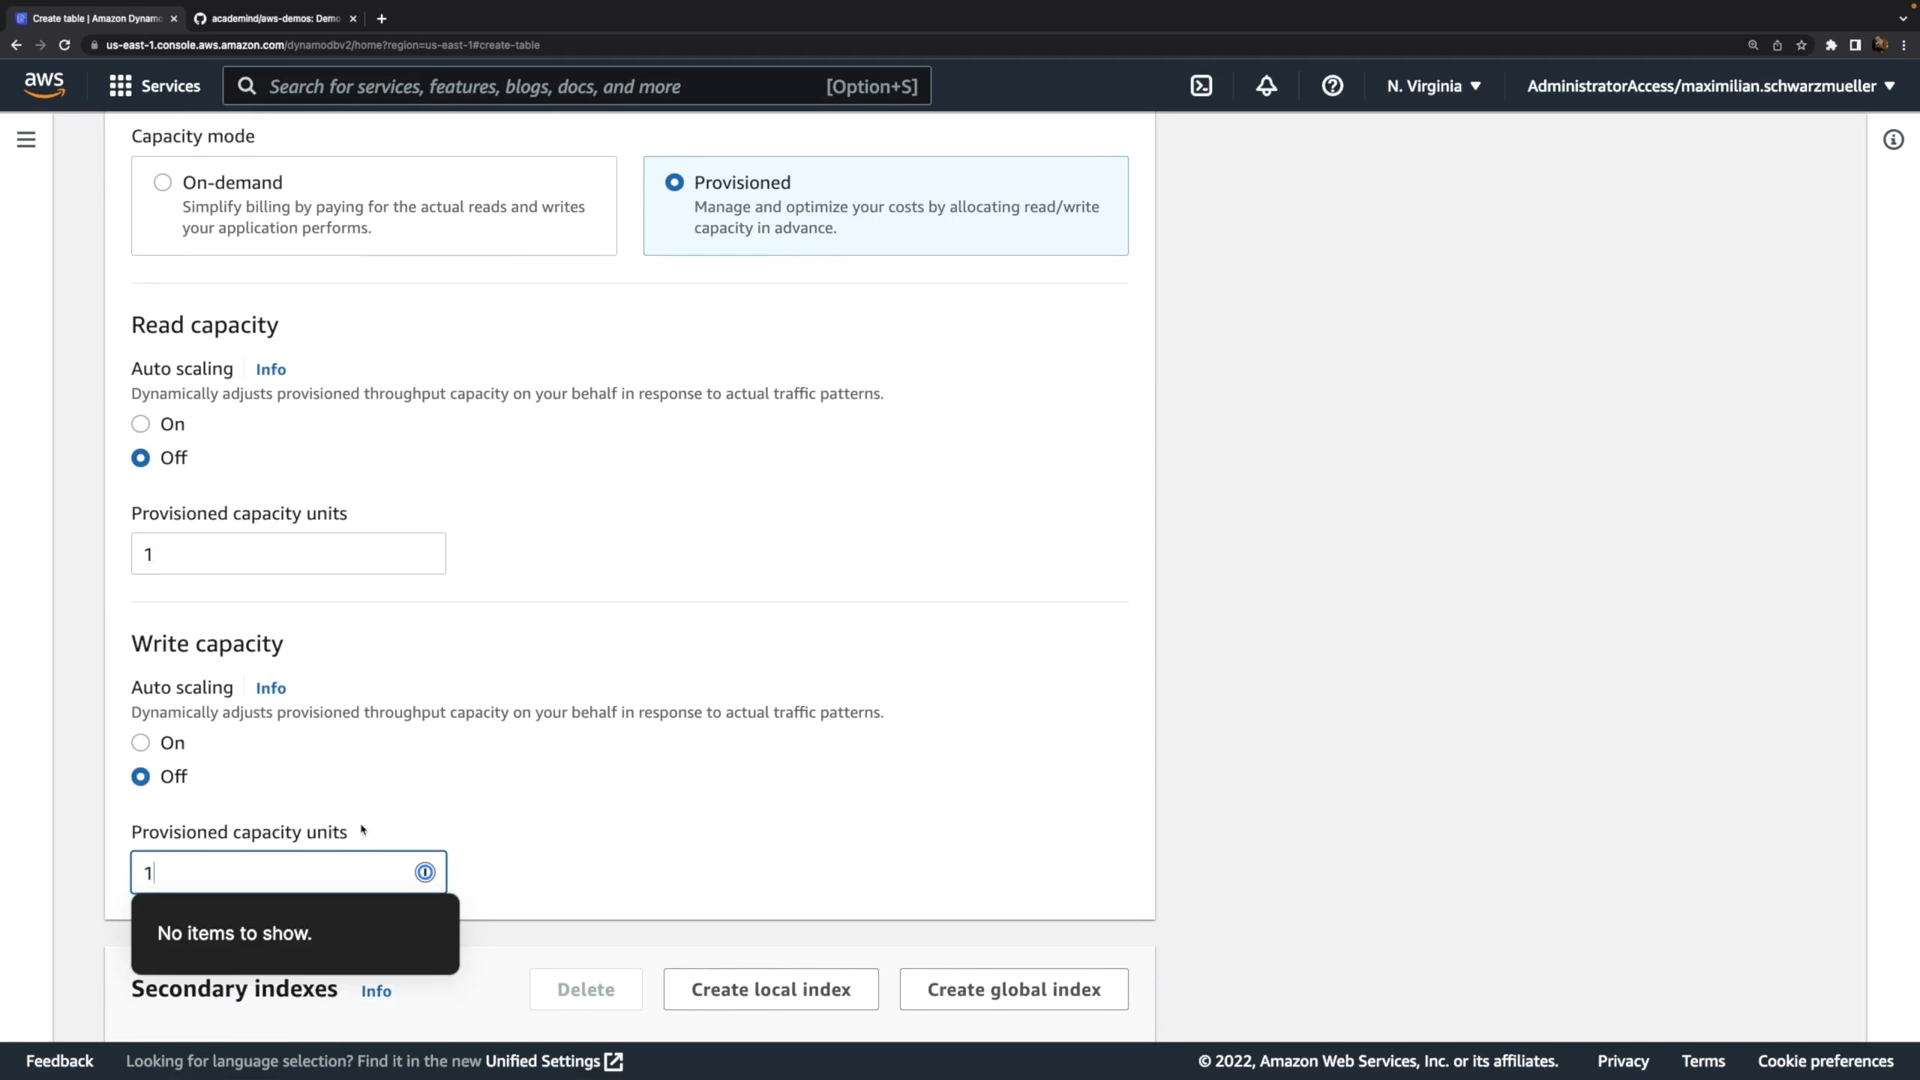 Create table | Amazon Dynamo
academind/aws-demos: Demo
us-east-1.console.aws.amazon.com/dynamodbv2/home?region=us-east-1#create-table
aws
Services
Search for services, features, blogs, docs, and more
[Option+S]
N. Virginia
AdministratorAccess/maximilian.schwarzmueller
Capacity mode
On-demand
Simplify billing by paying for the actual reads and writes
your application performs.
Provisioned
Manage and optimize your costs by allocating read/write
capacity in advance.
Read capacity
Auto scaling Info
Dynamically adjusts provisioned throughput capacity on your behalf in response to actual traffic patterns.
On
Off
Provisioned capacity units
1
Write capacity
Auto scaling Info
Dynamically adjusts provisioned throughput capacity on your behalf in response to actual traffic patterns.
On
Off
Provisioned capacity units
1
No items to show.
Secondary indexes Info
Delete
Create local index
Create global index
Feedback
Looking for language selection? Find it in the new Unified Settings
© 2022, Amazon Web Services, Inc. or its affiliates.
Privacy
Terms
Cookie preferences